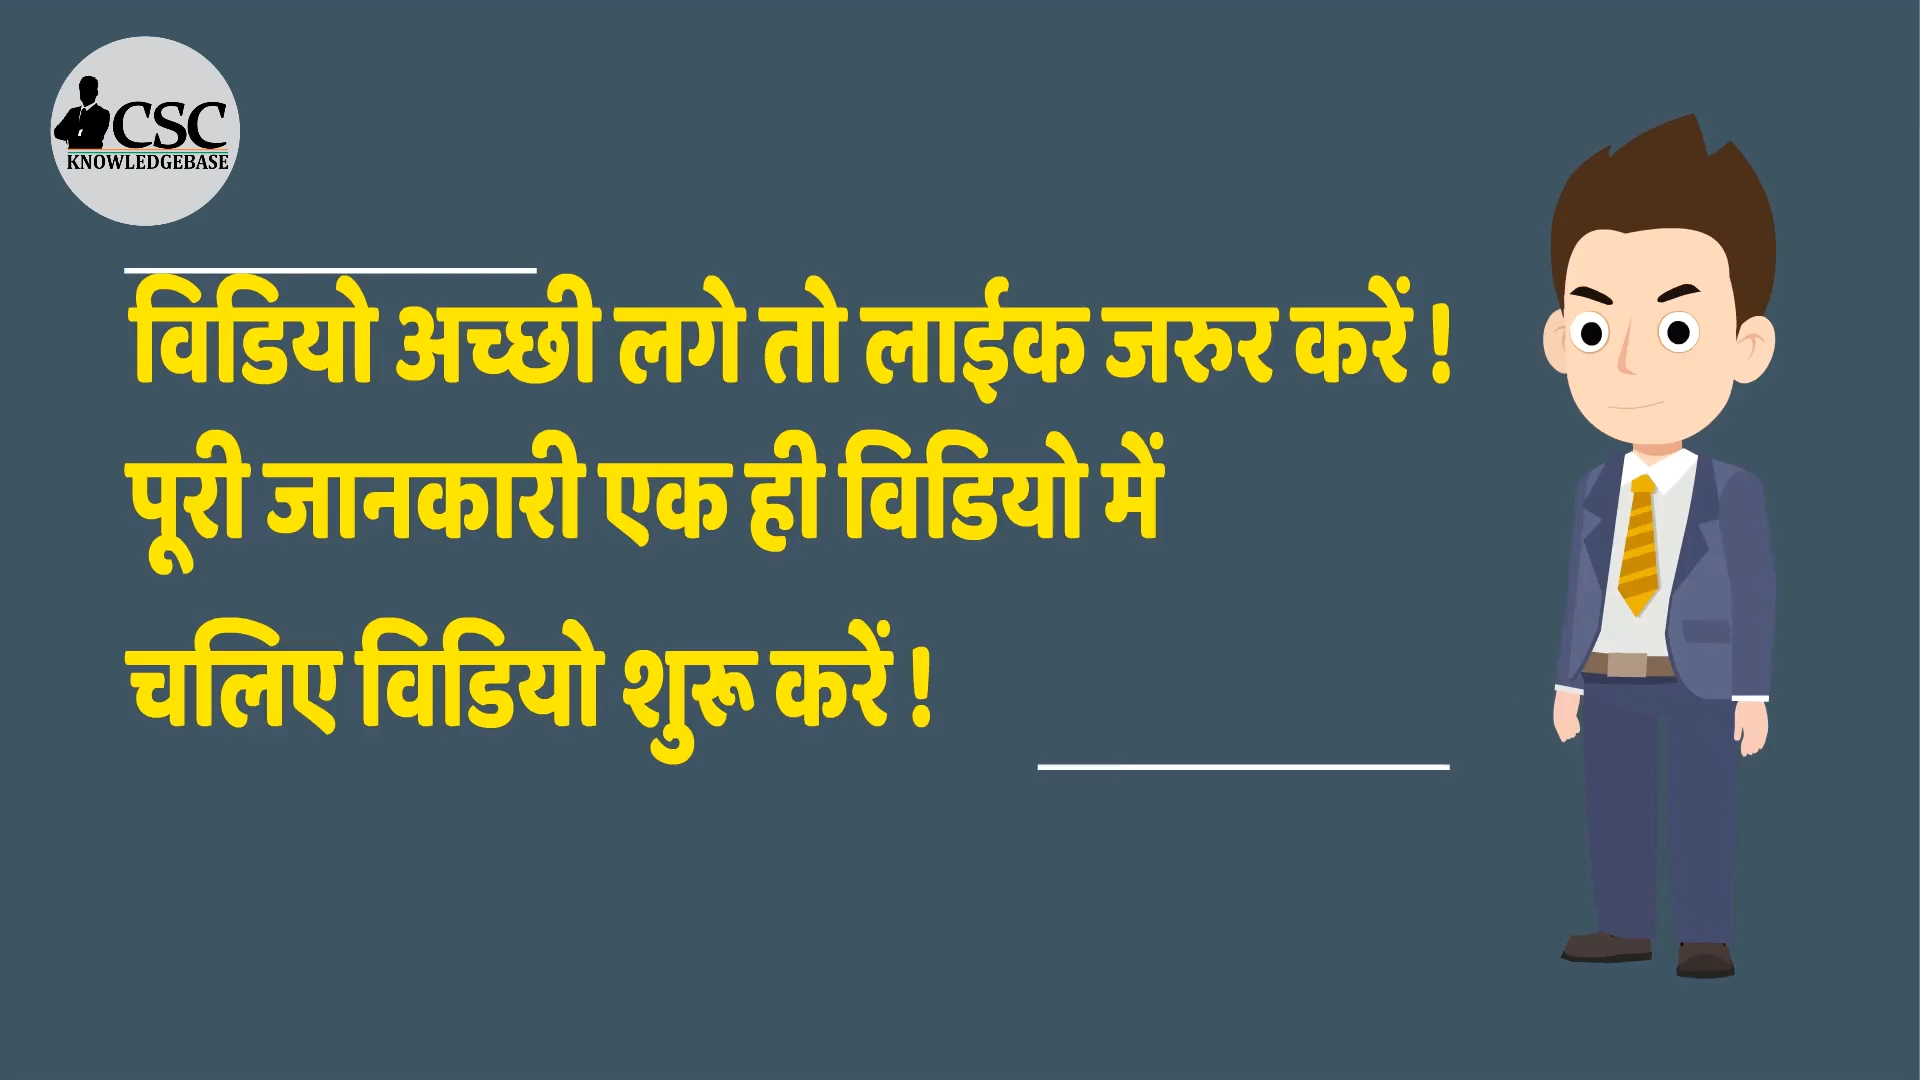 CSC
KNOWLEDGEBASE
विडियो अच्छी लगे तो लाईक जरुर करें !
पूरी जानकारी एक ही विडियो में
चलिए विडियो शुरू करें !